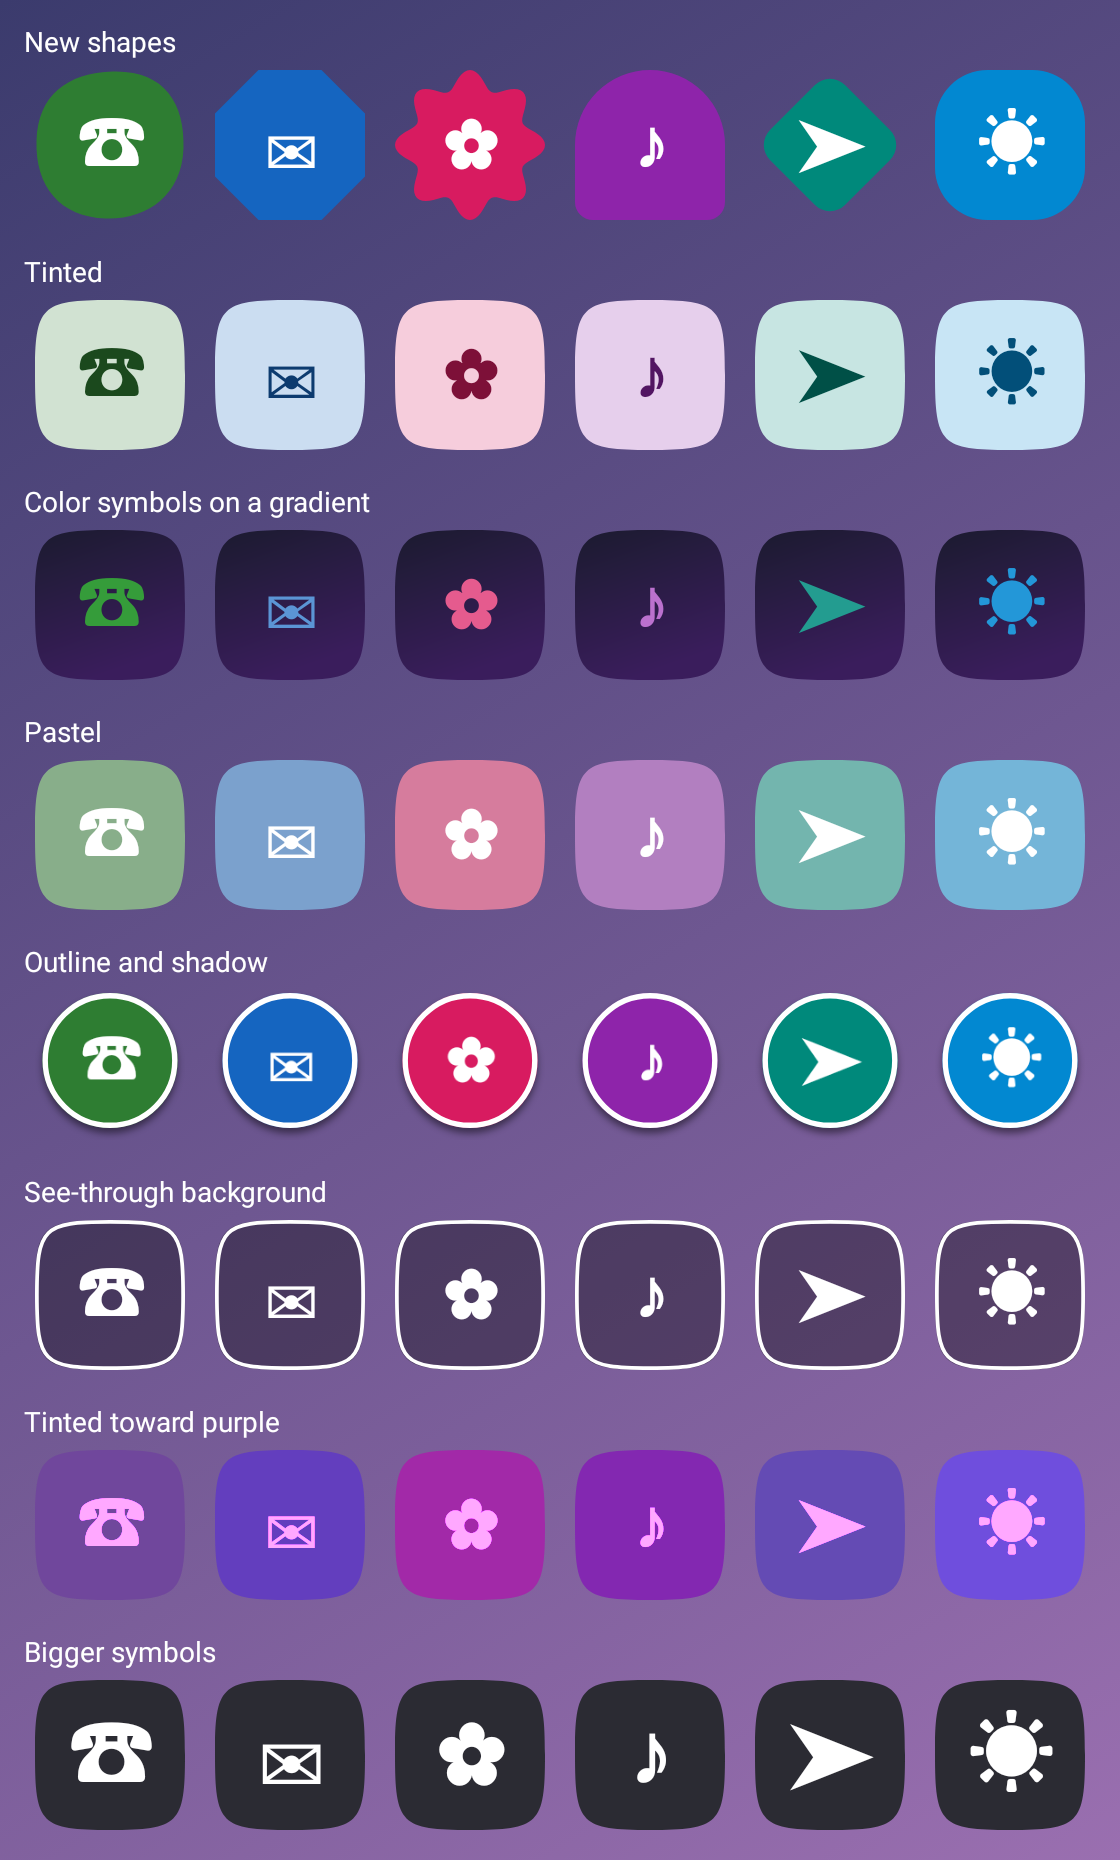 New shapes
Tinted
Color symbols on a gradient
Pastel
Outline and shadow
See-through background
Tinted toward purple
Bigger symbols